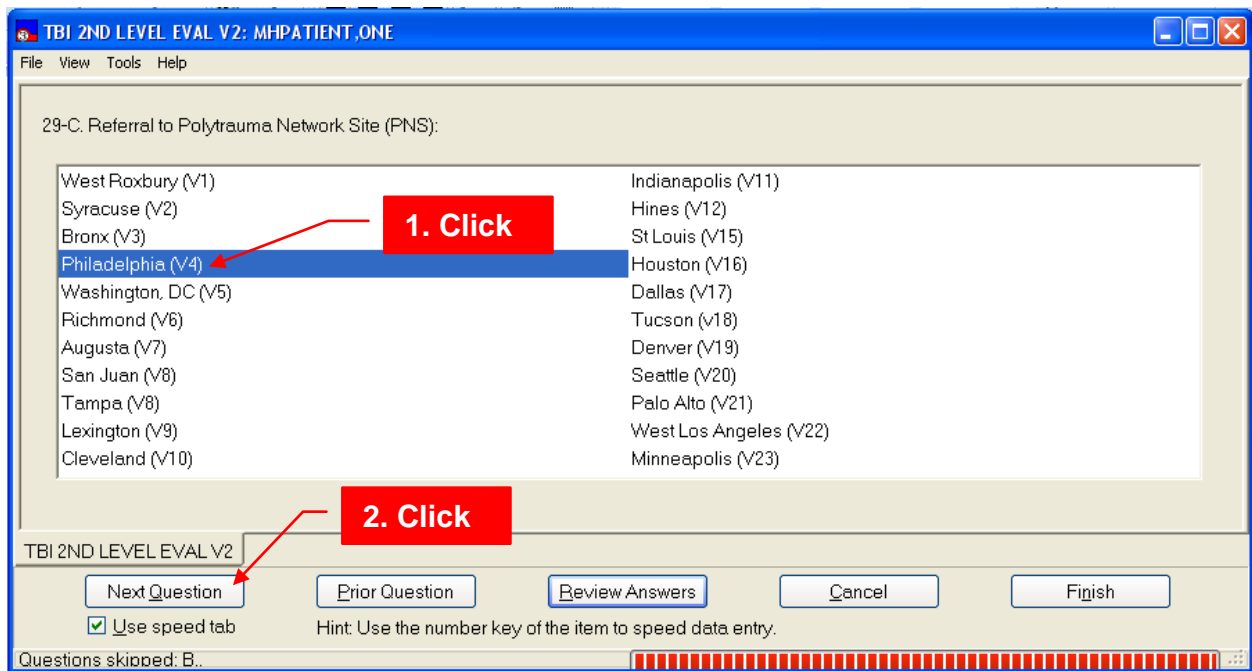 TBI 2ND LEVEL EVAL V2: MHPATIENT,ONE
File View Tools Help
29-C. Referral to Polytrauma Network Site (PNS):
West Roxbury (V1)
Syracuse (V2)
Bronx (V3)
Philadelphia (V4)
Washington, DC (V5)
Richmond (V6)
Augusta (V7)
San Juan (V8)
Tampa (V8)
Lexington (V9)
Cleveland (V10)
Indianapolis (V11)
Hines (V12)
St Louis (V15)
Houston (V16)
Dallas (V17)
Tucson (v18)
Denver (V19)
Seattle (V20)
Palo Alto (V21)
West Los Angeles (V22)
Minneapolis (V23)
1. Click
2. Click
TBI 2ND LEVEL EVAL V2
Next Question Prior Question Review Answers Cancel Finish
Use speed tab Hint: Use the number key of the item to speed data entry.
Questions skipped: B..